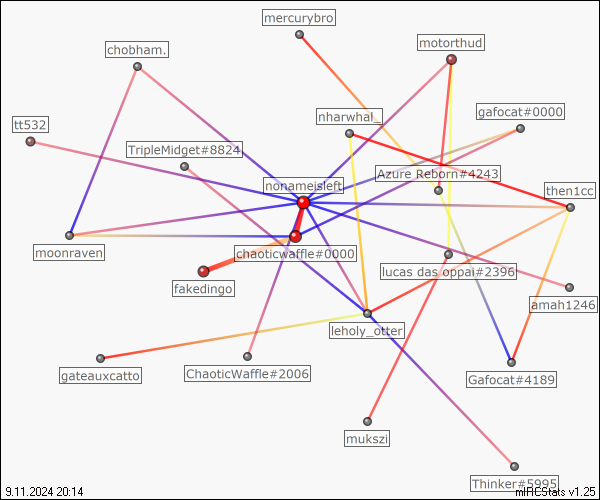 mercurybro
chobham.
motorthud
nharwhal_
gafocat#0000
tt532
TripleMidget#8824
Azure Reborn#4243
nonameisleft
then1cc
moonraven
chaoticwaffle#0000
lucas das oppai#2396
fakedingo
amah1246
leholy_otter
gateauxcatto
ChaoticWaffle#2006
Gafocat#4189
mukszi
Thinker#5995
9.11.2024 20:14
mIRCStats v1.25